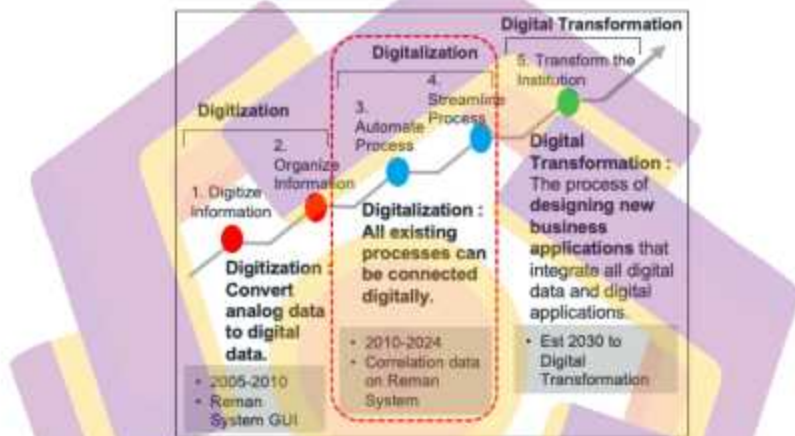 Digital Transformation
Digitalization
5. Transform the
Institution
4.
Streamline
Process
3.
Automate
Process
Digitization
2.
Organize
Information
1. Digitize
Information
Digitization :
Convert
analog data
to digital
data.
• 2005-2010
• Reman
System GUI
Digitalization :
All existing
processes can
be connected
digitally.
• 2010-2024
• Correlation data
on Reman
System
Digital
Transformation :
The process of
designing new
business
applications that
integrate all digital
data and digital
applications
• Est 2030 to
Digital
Transformation